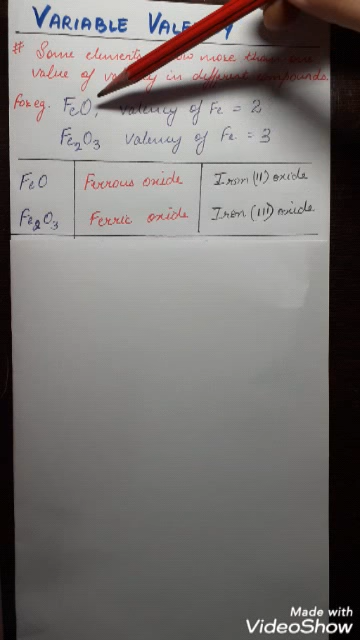 VARIABLE VALENCY
# Some elements more than one
value of valency in different compounds.
For eg. FeO, valency of Fe = 2
Fe2O3 valency of Fe = 3
FeO Ferrous oxide Iron (II) oxide
Fe2O3 Ferric oxide Iron (III) oxide
Made with
VideoShow